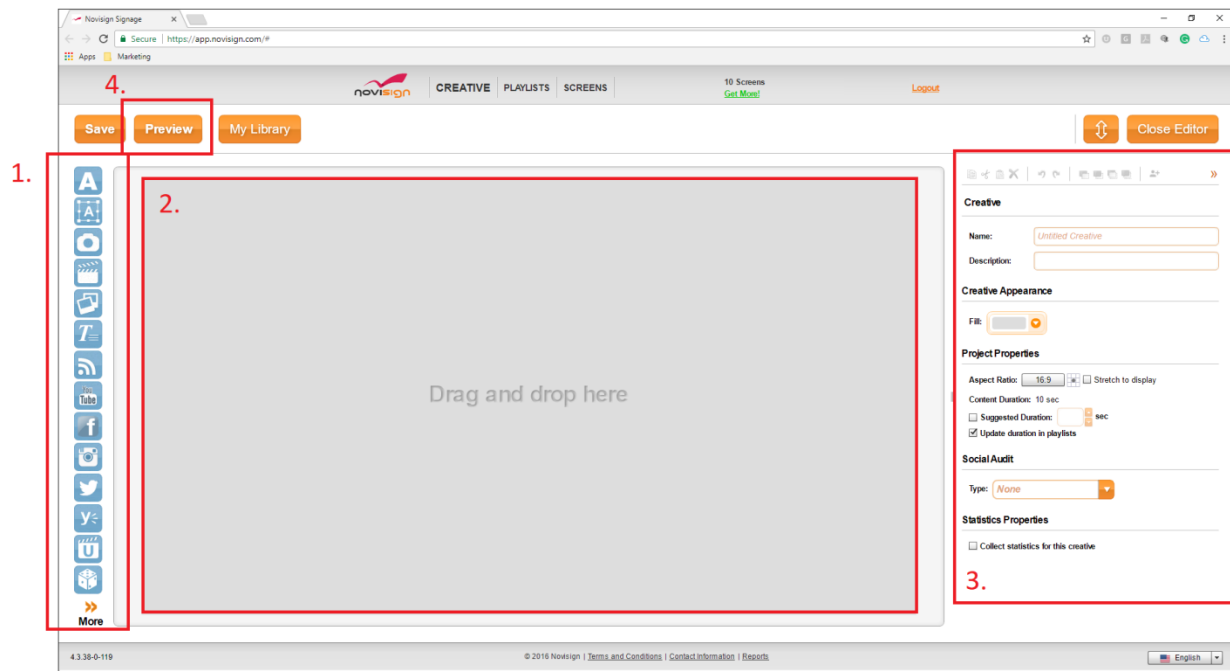 Novisign Signage
Secure | https://app.novisign.com/#
Apps Marketing
4.
novisign
CREATIVE PLAYLISTS SCREENS
10 Screens
Get More!
Logout
Save Preview My Library
Close Editor
1.
A
A
T
You Tube
f
y
U
»
More
2.
Drag and drop here
»
Creative
Name: Untitled Creative
Description:
Creative Appearance
Fill:
Project Properties
Aspect Ratio: 16:9 Stretch to display
Content Duration: 10 sec
Suggested Duration: sec
Update duration in playlists
Social Audit
Type: None
Statistics Properties
Collect statistics for this creative
3.
4.3.38-0-119
© 2016 Novisign | Terms and Conditions | Contact Information | Reports
English